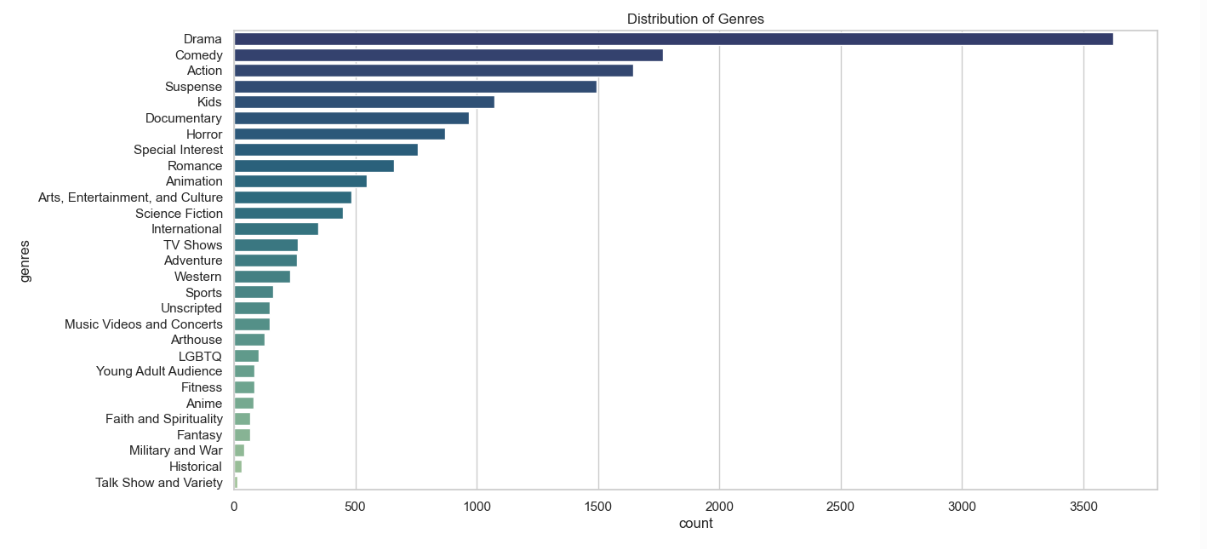 Distribution of Genres
Drama
Comedy
Action
Suspense
Kids
Documentary
Horror
Special Interest
Romance
Animation
Arts, Entertainment, and Culture
Science Fiction
International
TV Shows
Adventure
Western
Sports
Unscripted
Music Videos and Concerts
Arthouse
LGBTQ
Young Adult Audience
Fitness
Anime
Faith and Spirituality
Fantasy
Military and War
Historical
Talk Show and Variety
genres
0 500 1000 1500 2000 2500 3000 3500
count